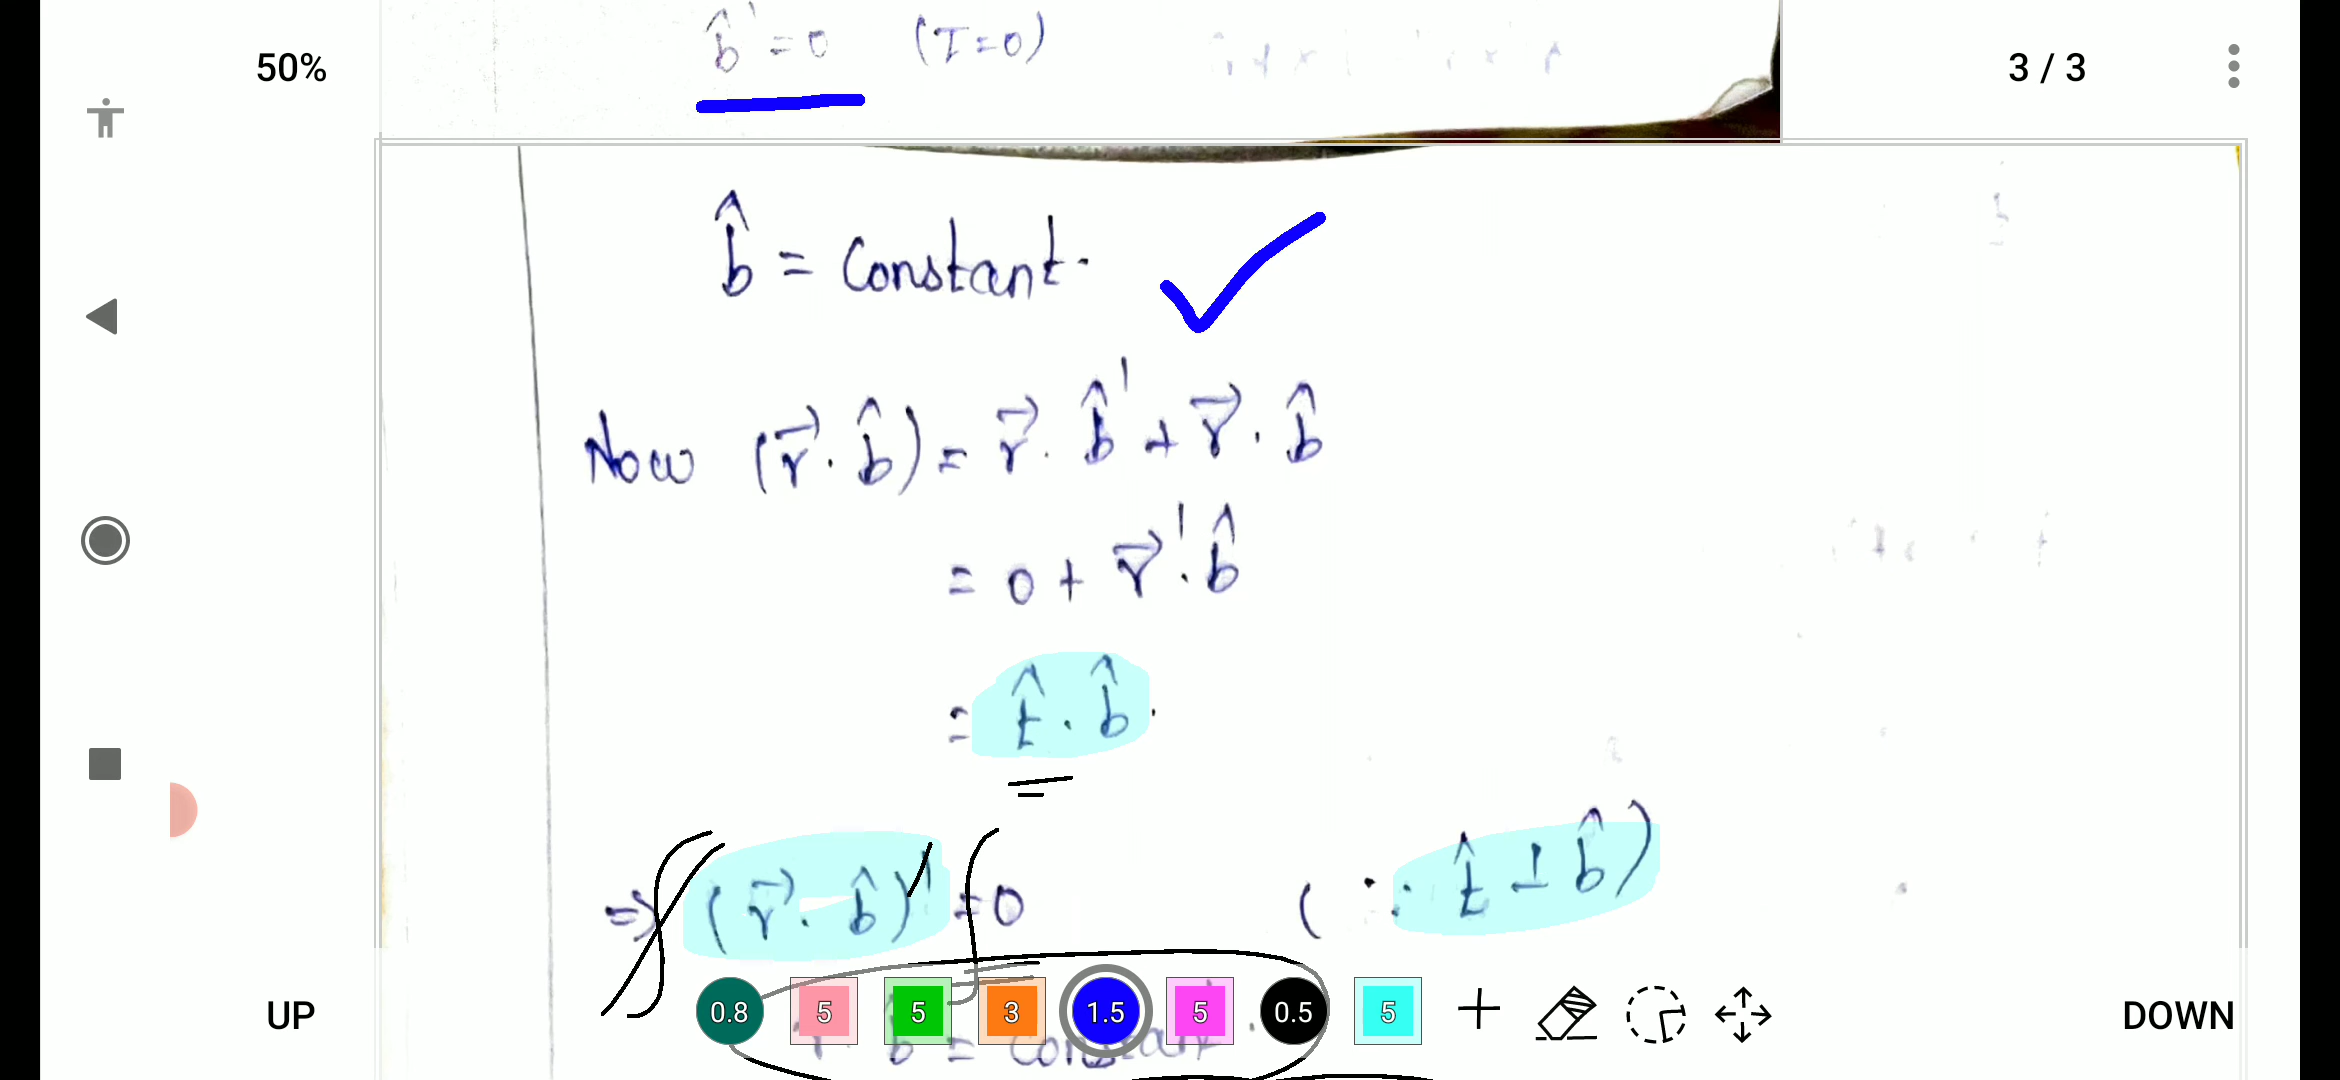 50%
b̂' = 0 (τ=0)
3 / 3
b̂ = Constant.
Now (r⃗ . b̂) = r⃗ . b̂' + r⃗ . b̂
= 0 + r⃗' . b̂
= t̂ . b̂ .
=> ∫ (r⃗ . b̂)' = ∫ 0 (∵ t̂ ⊥ b̂)
UP
0.8 5 5 3 1.5 5 0.5 5
DOWN
r . b = constant .